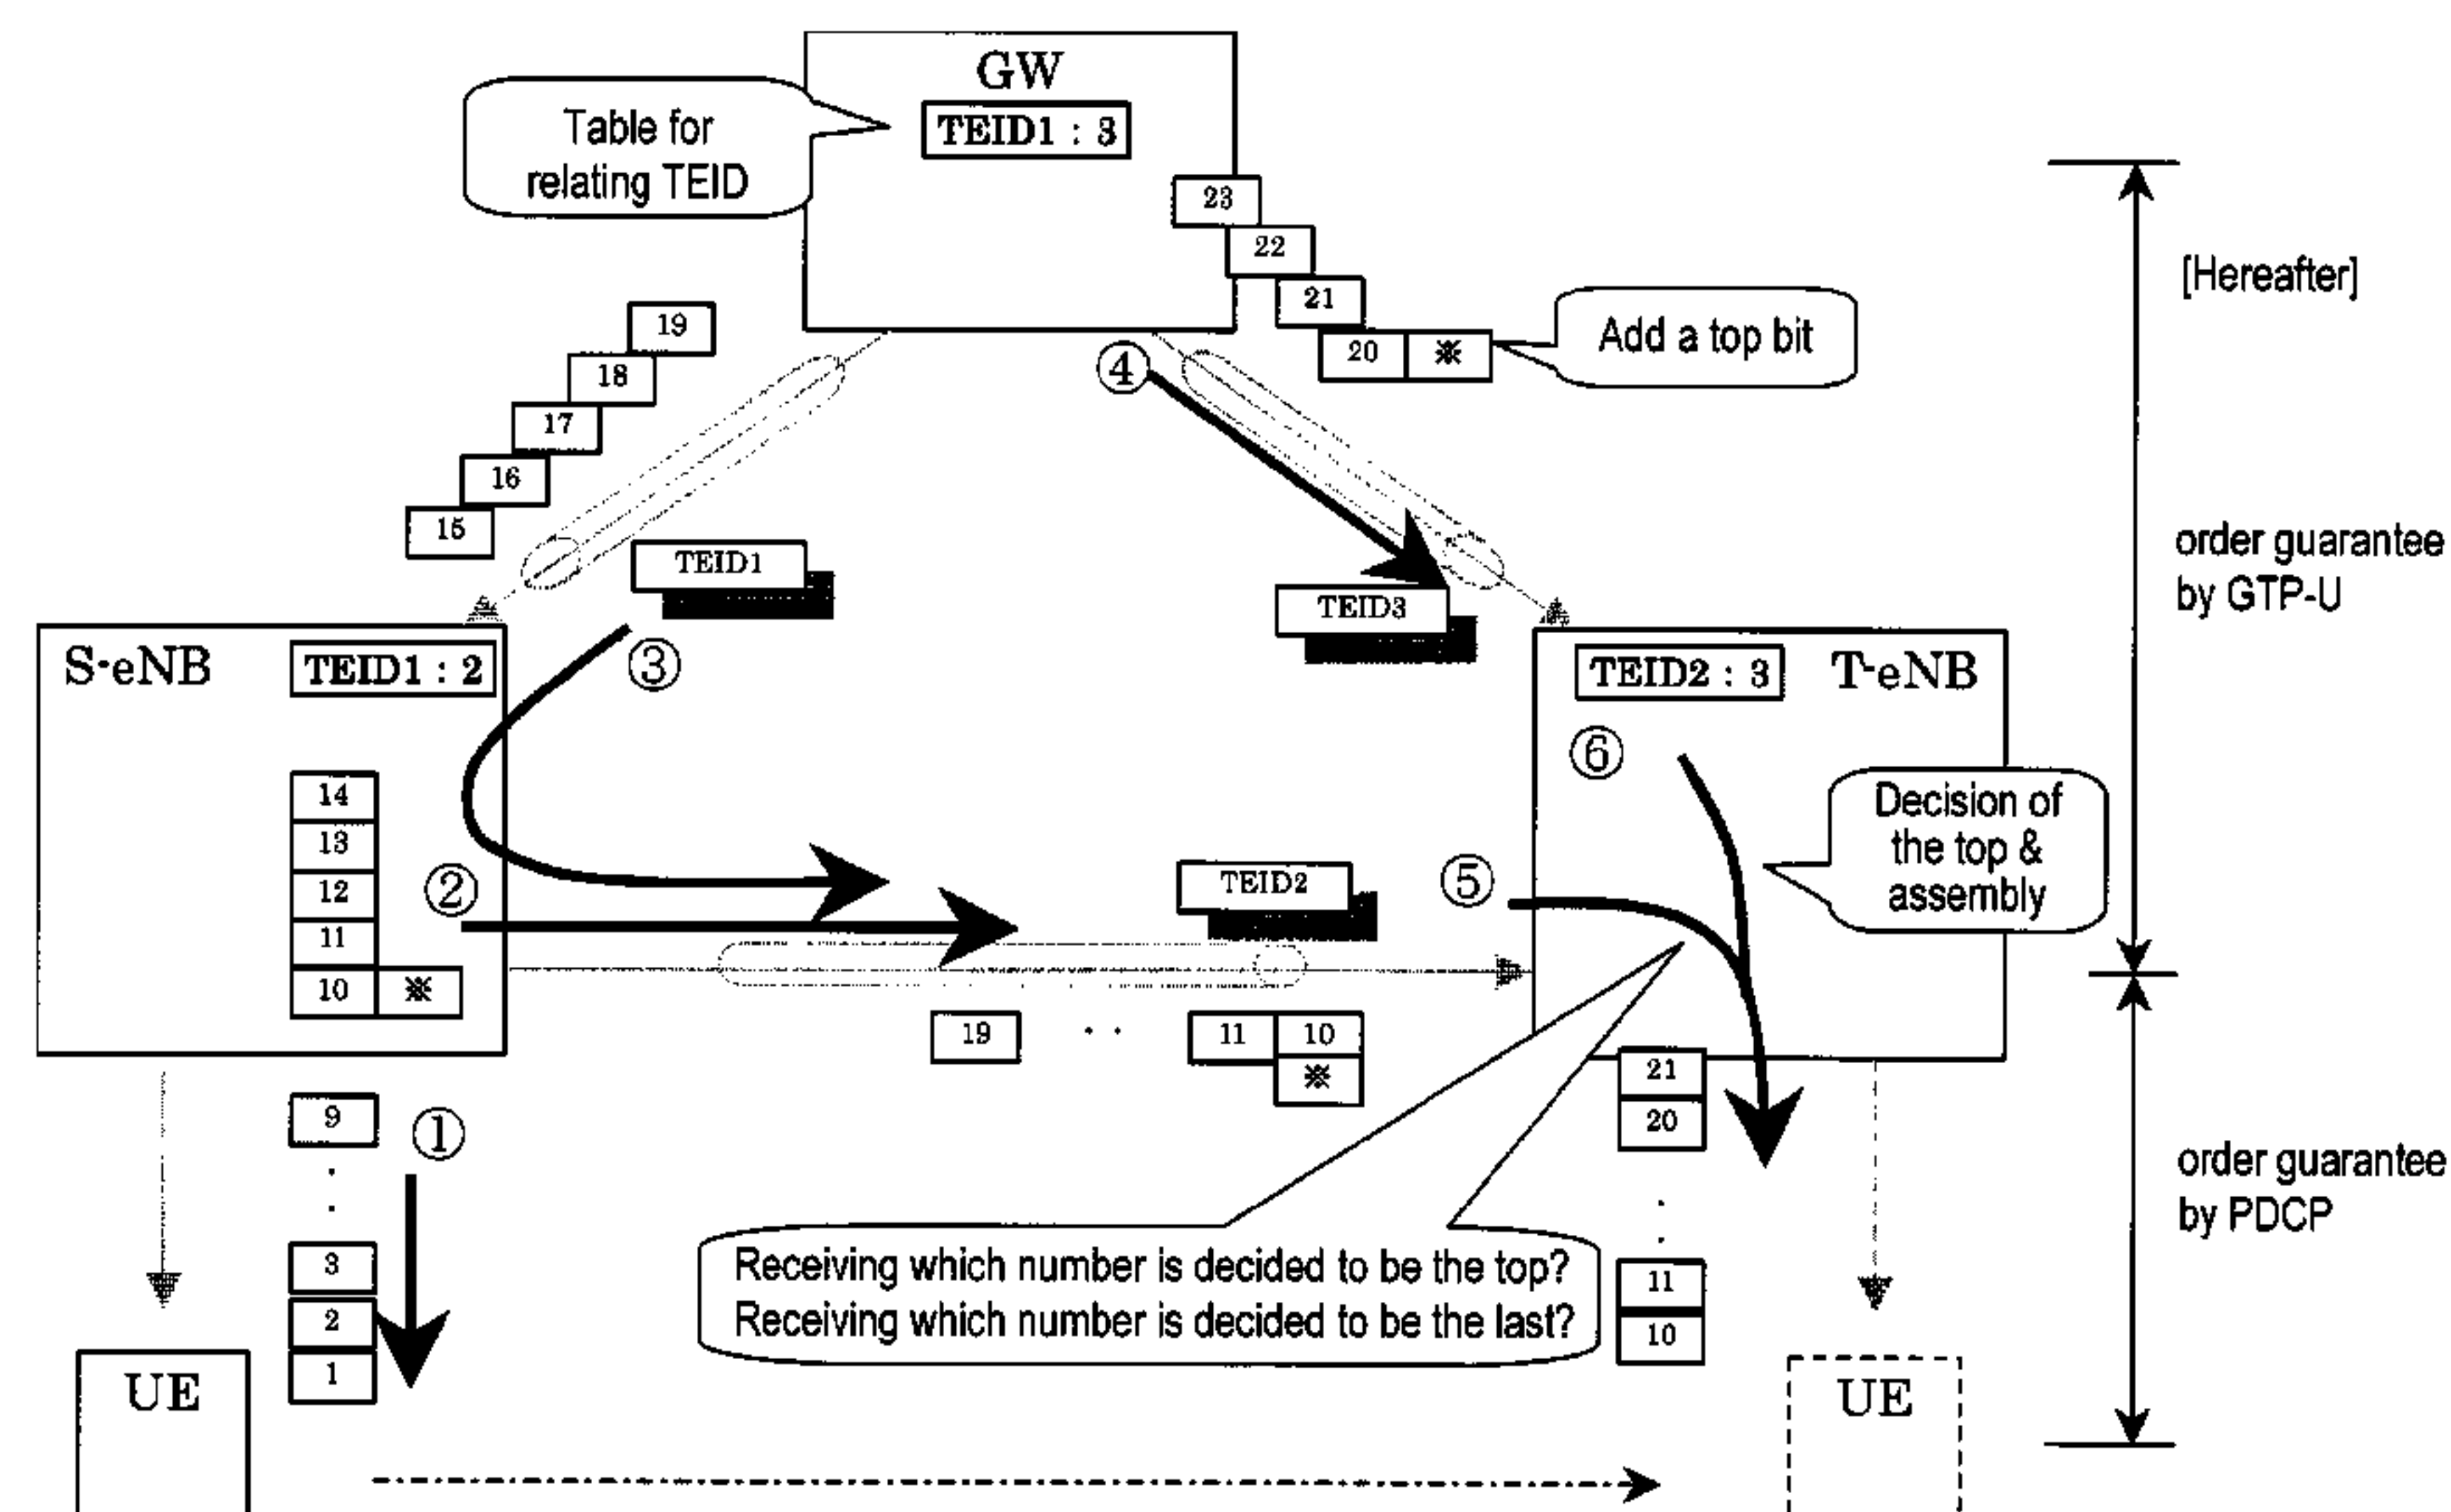 GW
TEID1 : 3
Table for
relating TEID
23
22
21
20 ※
Add a top bit
[Hereafter]
19
18
17
16
15
④
TEID1
TEID3
order guarantee
by GTP-U
S-eNB
TEID1 : 2
③
TEID2 : 3
T-eNB
⑥
14
13
12
11
10 ※
②
TEID2
⑤
Decision of
the top &
assembly
19 · · 11 10
※
9
·
·
3
2
1
①
21
20
·
·
11
10
order guarantee
by PDCP
Receiving which number is decided to be the top?
Receiving which number is decided to be the last?
UE
UE